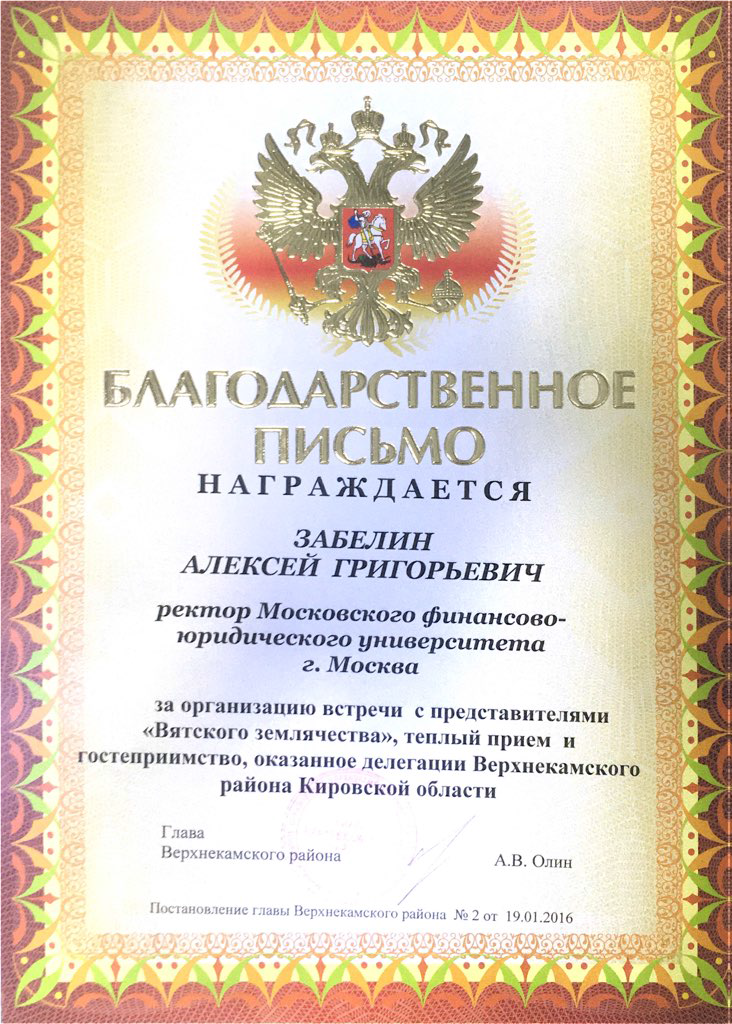 БЛАГОДАРСТВЕННОЕ
ПИСЬМО
НАГРАЖДАЕТСЯ
ЗАБЕЛИН
АЛЕКСЕЙ ГРИГОРЬЕВИЧ
ректор Московского финансово-
юридического университета
г. Москва
за организацию встречи с представителями
«Вятского землячества», теплый прием и
гостеприимство, оказанное делегации Верхнекамского
района Кировской области
Глава
Верхнекамского района
А.В. Олин
Постановление главы Верхнекамского района № 2 от 19.01.2016